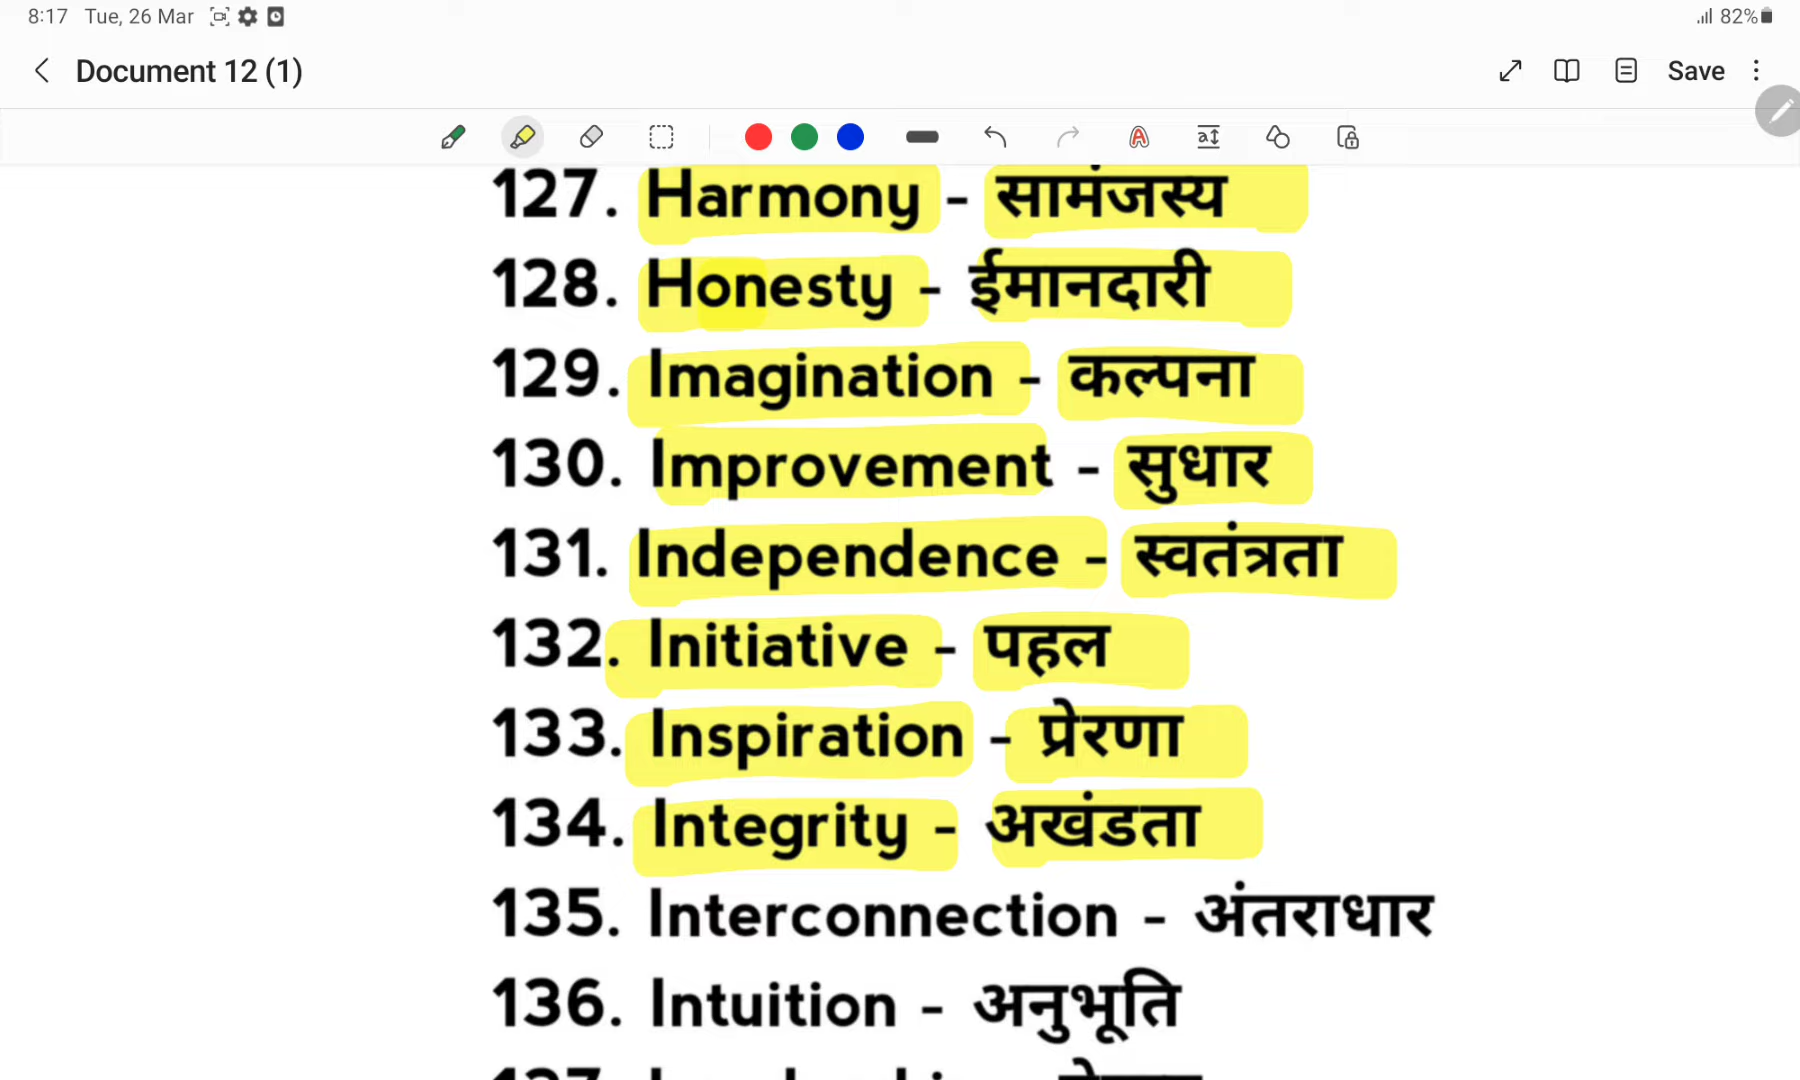 8:17 Tue, 26 Mar 82%
Document 12 (1) Save
127. Harmony - सामंजस्य
128. Honesty - ईमानदारी
129. Imagination - कल्पना
130. Improvement - सुधार
131. Independence - स्वतंत्रता
132. Initiative - पहल
133. Inspiration - प्रेरणा
134. Integrity - अखंडता
135. Interconnection - अंतराधार
136. Intuition - अनुभूति
137.